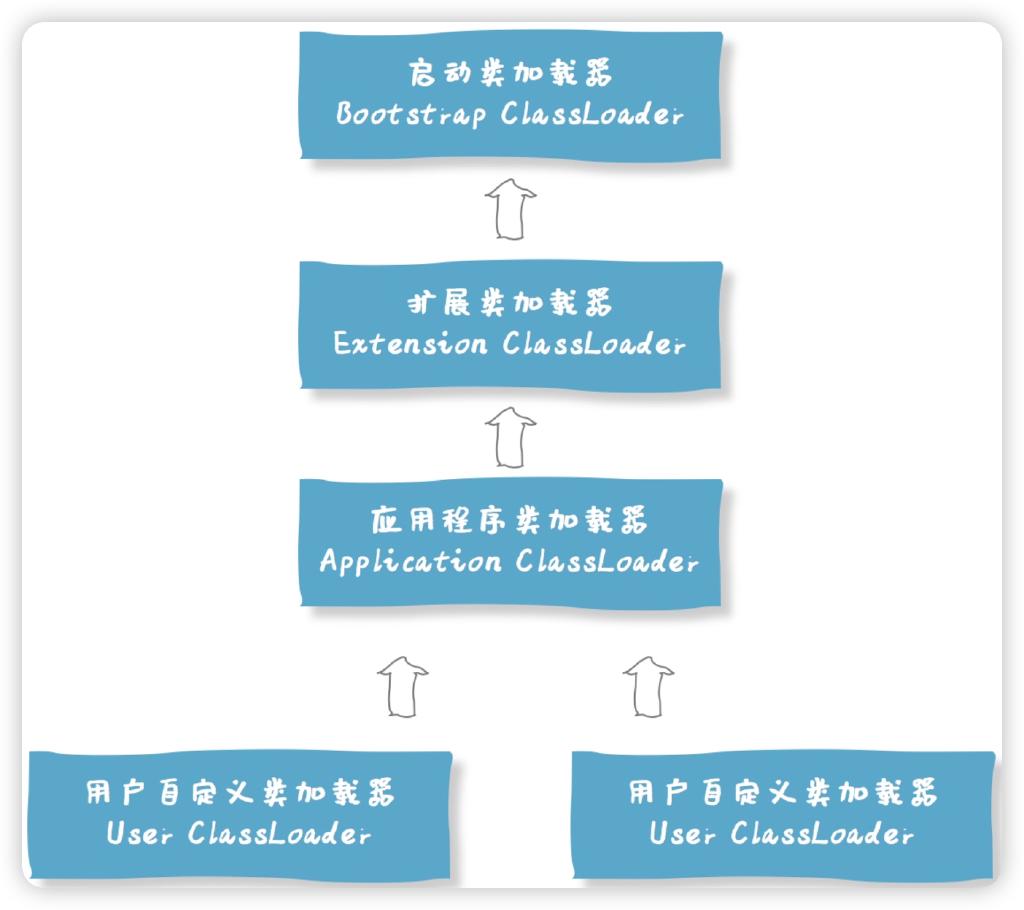 启动类加载器
Bootstrap ClassLoader
扩展类加载器
Extension ClassLoader
应用程序类加载器
Application ClassLoader
用户自定义类加载器
User ClassLoader
用户自定义类加载器
User ClassLoader